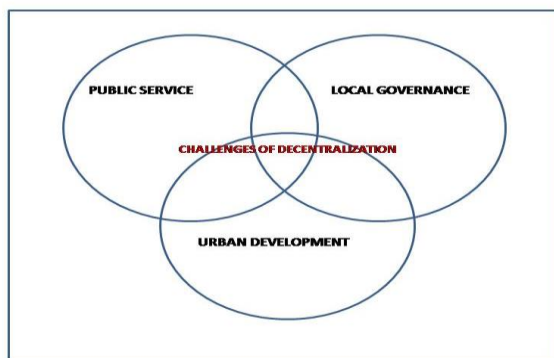 PUBLIC SERVICE
LOCAL GOVERNANCE
CHALLENGES OF DECENTRALIZATION
URBAN DEVELOPMENT